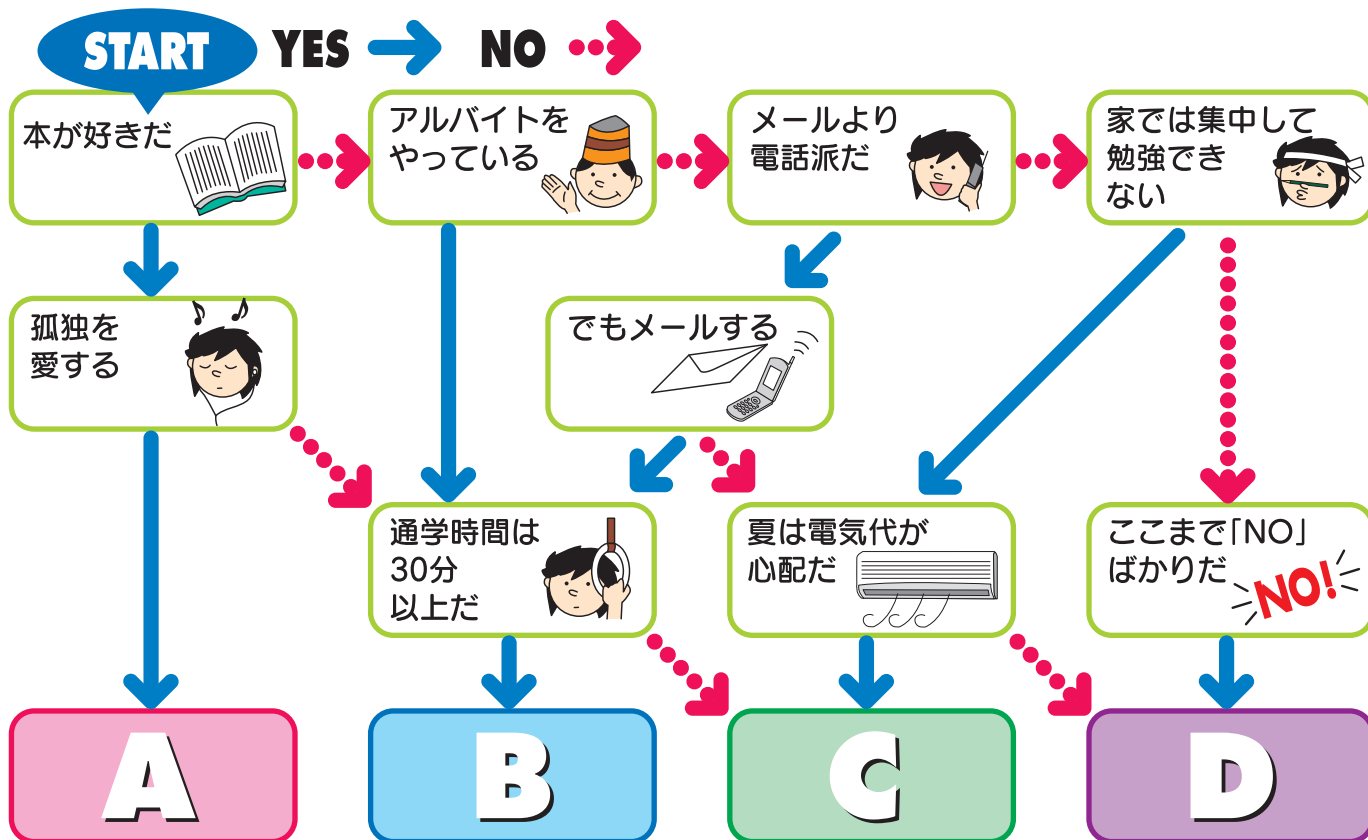 START
YES
NO
本が好きだ
アルバイトを
やっている
メールより
電話派だ
家では集中して
勉強でき
ない
孤独を
愛する
でもメールする
通学時間は
30分
以上だ
夏は電気代が
心配だ
ここまで「NO」
ばかりだ
NO!
A
B
C
D